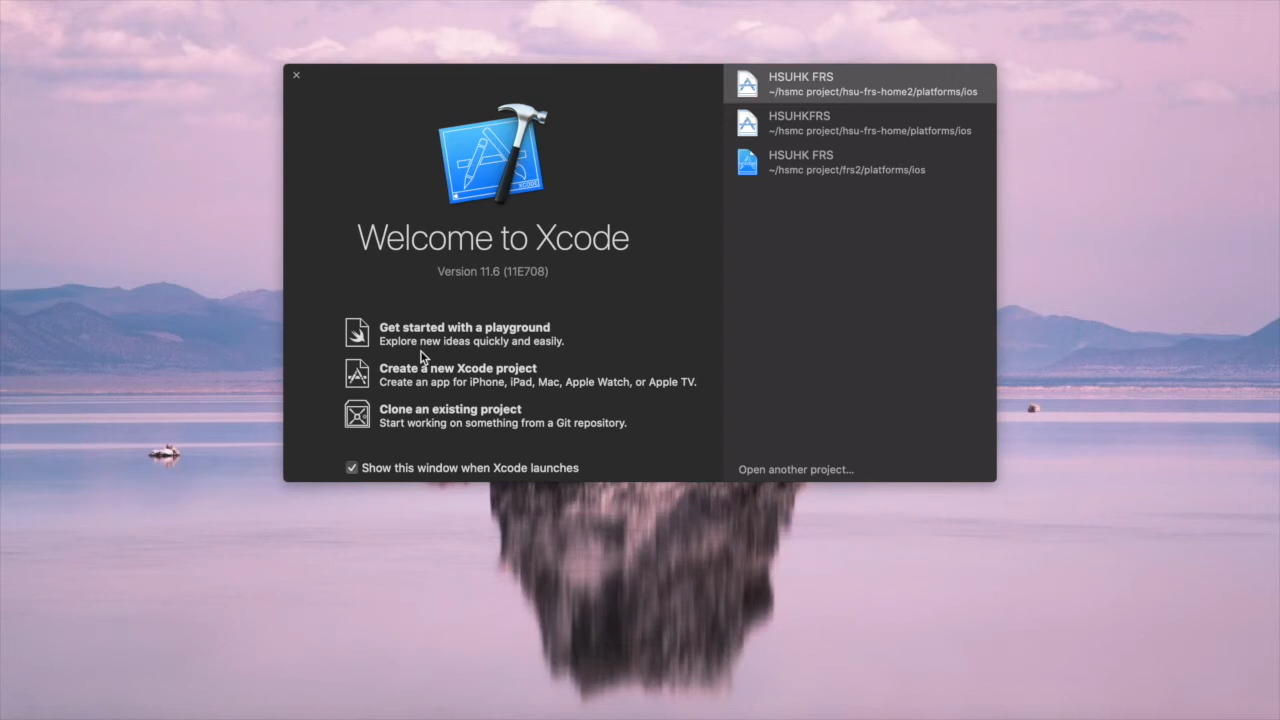 XCODE
Welcome to Xcode
Version 11.6 (11E708)
Get started with a playground
Explore new ideas quickly and easily.
Create a new Xcode project
Create an app for iPhone, iPad, Mac, Apple Watch, or Apple TV.
Clone an existing project
Start working on something from a Git repository.
Show this window when Xcode launches
HSUHK FRS
~/hsmc project/hsu-frs-home2/platforms/ios
HSUHKFRS
~/hsmc project/hsu-frs-home/platforms/ios
HSUHK FRS
~/hsmc project/frs2/platforms/ios
Open another project...